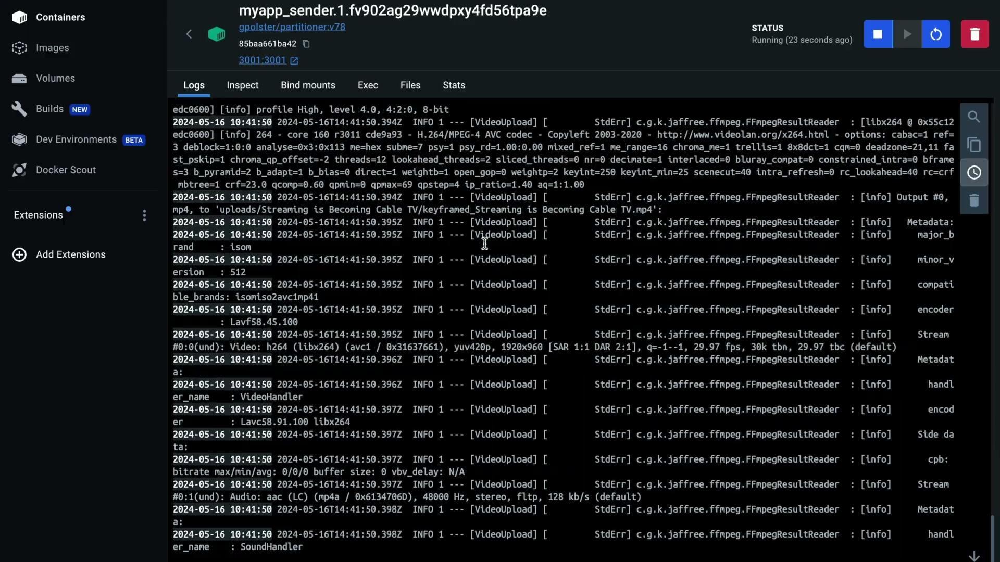 Containers
Images
Volumes
Builds NEW
Dev Environments BETA
Docker Scout
Extensions
Add Extensions
myapp_sender.1.fv902ag29wwdpxy4fd56tpa9e
gpolster/partitioner:v78
85baa661ba42
3001:3001
STATUS
Running (23 seconds ago)
Logs Inspect Bind mounts Exec Files Stats
edc0600] [info] profile High, level 4.0, 4:2:0, 8-bit
2024-05-16 10:41:50 2024-05-16T14:41:50.394Z  INFO 1 --- [VideoUpload] [         StdErr] c.g.k.jaffree.ffmpeg.FFmpegResultReader  : [libx264 @ 0x55c12
edc0600] [info] 264 - core 160 r3011 cde9a93 - H.264/MPEG-4 AVC codec - Copyleft 2003-2020 - http://www.videolan.org/x264.html - options: cabac=1 ref=
3 deblock=1:0:0 analyse=0x3:0x113 me=hex subme=7 psy=1 psy_rd=1.00:0.00 mixed_ref=1 me_range=16 chroma_me=1 trellis=1 8x8dct=1 cqm=0 deadzone=21,11 fa
st_pskip=1 chroma_qp_offset=-2 threads=12 lookahead_threads=2 sliced_threads=0 nr=0 decimate=1 interlaced=0 bluray_compat=0 constrained_intra=0 bframe
s=3 b_pyramid=2 b_adapt=1 b_bias=0 direct=1 weightb=1 open_gop=0 weightp=2 keyint=250 keyint_min=25 scenecut=40 intra_refresh=0 rc_lookahead=40 rc=crf
mbtree=1 crf=23.0 qcomp=0.60 qpmin=0 qpmax=69 qpstep=4 ip_ratio=1.40 aq=1:1.00
2024-05-16 10:41:50 2024-05-16T14:41:50.394Z  INFO 1 --- [VideoUpload] [         StdErr] c.g.k.jaffree.ffmpeg.FFmpegResultReader  : [info] Output #0,
mp4, to 'uploads/Streaming is Becoming Cable TV/keyframed_Streaming is Becoming Cable TV.mp4':
2024-05-16 10:41:50 2024-05-16T14:41:50.395Z  INFO 1 --- [VideoUpload] [         StdErr] c.g.k.jaffree.ffmpeg.FFmpegResultReader  : [info]   Metadata:
2024-05-16 10:41:50 2024-05-16T14:41:50.395Z  INFO 1 --- [VideoUpload] [         StdErr] c.g.k.jaffree.ffmpeg.FFmpegResultReader  : [info]     major_b
rand     : isom
2024-05-16 10:41:50 2024-05-16T14:41:50.395Z  INFO 1 --- [VideoUpload] [         StdErr] c.g.k.jaffree.ffmpeg.FFmpegResultReader  : [info]     minor_v
ersion   : 512
2024-05-16 10:41:50 2024-05-16T14:41:50.395Z  INFO 1 --- [VideoUpload] [         StdErr] c.g.k.jaffree.ffmpeg.FFmpegResultReader  : [info]     compati
ble_brands: isomiso2avc1mp41
2024-05-16 10:41:50 2024-05-16T14:41:50.395Z  INFO 1 --- [VideoUpload] [         StdErr] c.g.k.jaffree.ffmpeg.FFmpegResultReader  : [info]     encoder
: Lavf58.45.100
2024-05-16 10:41:50 2024-05-16T14:41:50.395Z  INFO 1 --- [VideoUpload] [         StdErr] c.g.k.jaffree.ffmpeg.FFmpegResultReader  : [info]     Stream
#0:0(und): Video: h264 (libx264) (avc1 / 0x31637661), yuv420p, 1920x960 [SAR 1:1 DAR 2:1], q=-1--1, 29.97 fps, 30k tbn, 29.97 tbc (default)
2024-05-16 10:41:50 2024-05-16T14:41:50.396Z  INFO 1 --- [VideoUpload] [         StdErr] c.g.k.jaffree.ffmpeg.FFmpegResultReader  : [info]     Metadat
a:
2024-05-16 10:41:50 2024-05-16T14:41:50.396Z  INFO 1 --- [VideoUpload] [         StdErr] c.g.k.jaffree.ffmpeg.FFmpegResultReader  : [info]       handl
er_name    : VideoHandler
2024-05-16 10:41:50 2024-05-16T14:41:50.397Z  INFO 1 --- [VideoUpload] [         StdErr] c.g.k.jaffree.ffmpeg.FFmpegResultReader  : [info]       encod
er         : Lavc58.91.100 libx264
2024-05-16 10:41:50 2024-05-16T14:41:50.397Z  INFO 1 --- [VideoUpload] [         StdErr] c.g.k.jaffree.ffmpeg.FFmpegResultReader  : [info]     Side da
ta:
2024-05-16 10:41:50 2024-05-16T14:41:50.397Z  INFO 1 --- [VideoUpload] [         StdErr] c.g.k.jaffree.ffmpeg.FFmpegResultReader  : [info]       cpb:
bitrate max/min/avg: 0/0/0 buffer size: 0 vbv_delay: N/A
2024-05-16 10:41:50 2024-05-16T14:41:50.397Z  INFO 1 --- [VideoUpload] [         StdErr] c.g.k.jaffree.ffmpeg.FFmpegResultReader  : [info]     Stream
#0:1(und): Audio: aac (LC) (mp4a / 0x6134706D), 48000 Hz, stereo, fltp, 128 kb/s (default)
2024-05-16 10:41:50 2024-05-16T14:41:50.398Z  INFO 1 --- [VideoUpload] [         StdErr] c.g.k.jaffree.ffmpeg.FFmpegResultReader  : [info]     Metadat
a:
2024-05-16 10:41:50 2024-05-16T14:41:50.398Z  INFO 1 --- [VideoUpload] [         StdErr] c.g.k.jaffree.ffmpeg.FFmpegResultReader  : [info]       handl
er_name    : SoundHandler